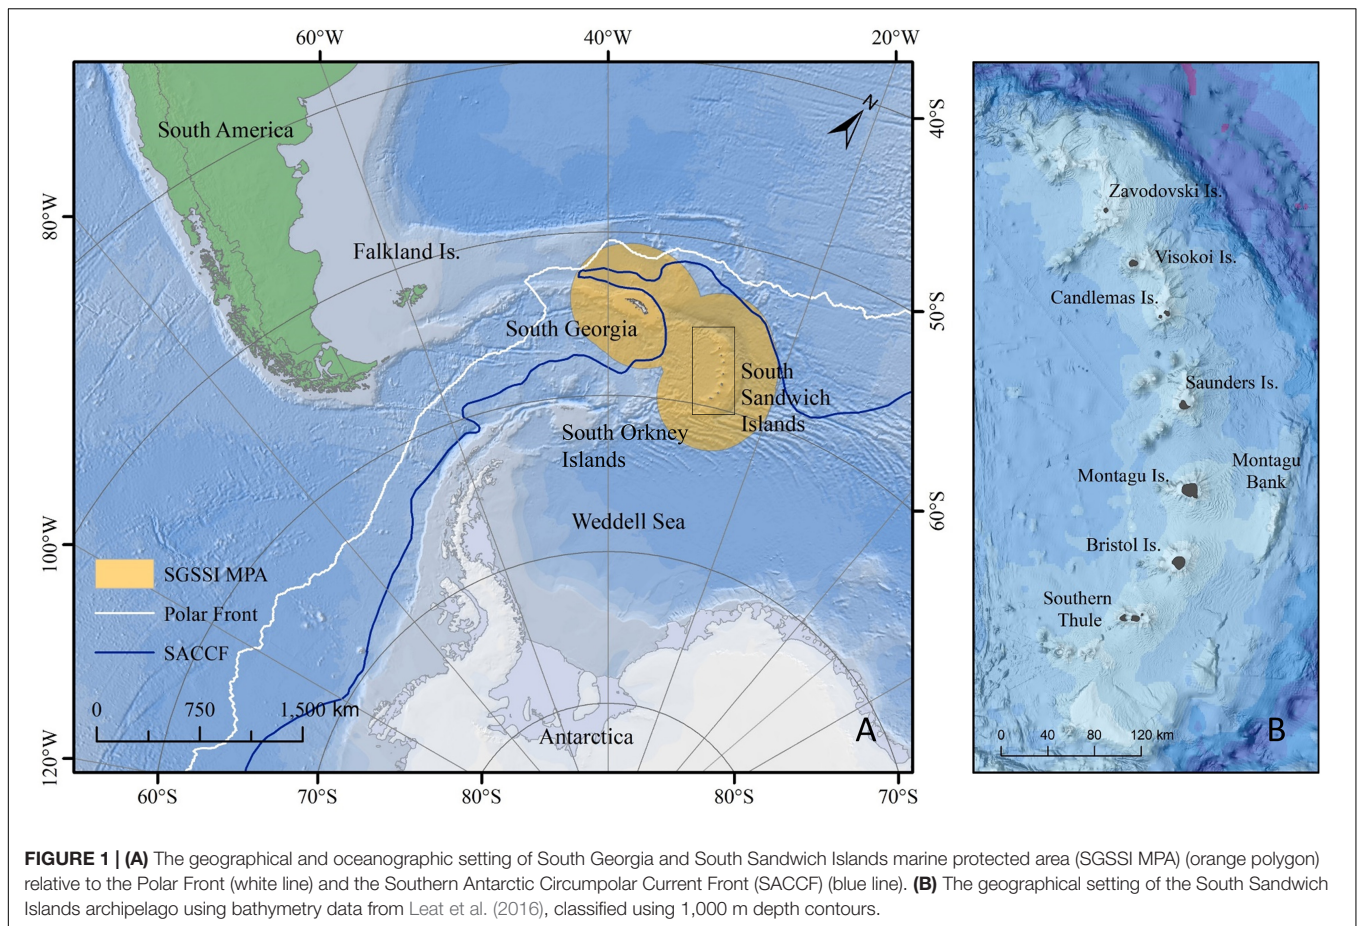 60°W
40°W
20°W
N
South America
40°S
80°W
Falkland Is.
South Georgia
50°S
South
Sandwich
Islands
South Orkney
Islands
Weddell Sea
60°S
100°W
SGSSI MPA
Polar Front
SACCF
0 750 1,500 km
Antarctica
A
120°W
60°S
70°S
80°S
80°S
70°S
Zavodovski Is.
Visokoi Is.
Candlemas Is.
Saunders Is.
Montagu Is.
Montagu
Bank
Bristol Is.
Southern
Thule
0 40 80 120 km
B
FIGURE 1 | (A) The geographical and oceanographic setting of South Georgia and South Sandwich Islands marine protected area (SGSSI MPA) (orange polygon)
relative to the Polar Front (white line) and the Southern Antarctic Circumpolar Current Front (SACCF) (blue line). (B) The geographical setting of the South Sandwich
Islands archipelago using bathymetry data from Leat et al. (2016), classified using 1,000 m depth contours.